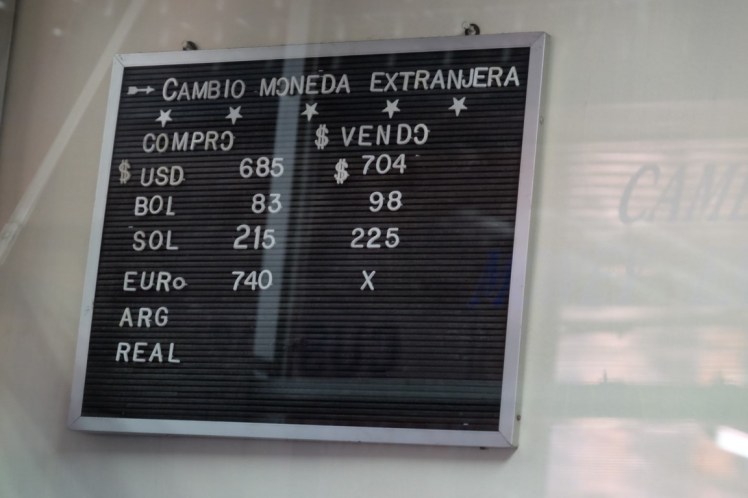 CAMBIO MONEDA EXTRANJERA
COMPRO $ VENDO
$ USD 685 $ 704
BOL 83 98
SOL 215 225
EURo 740 X
ARG
REAL